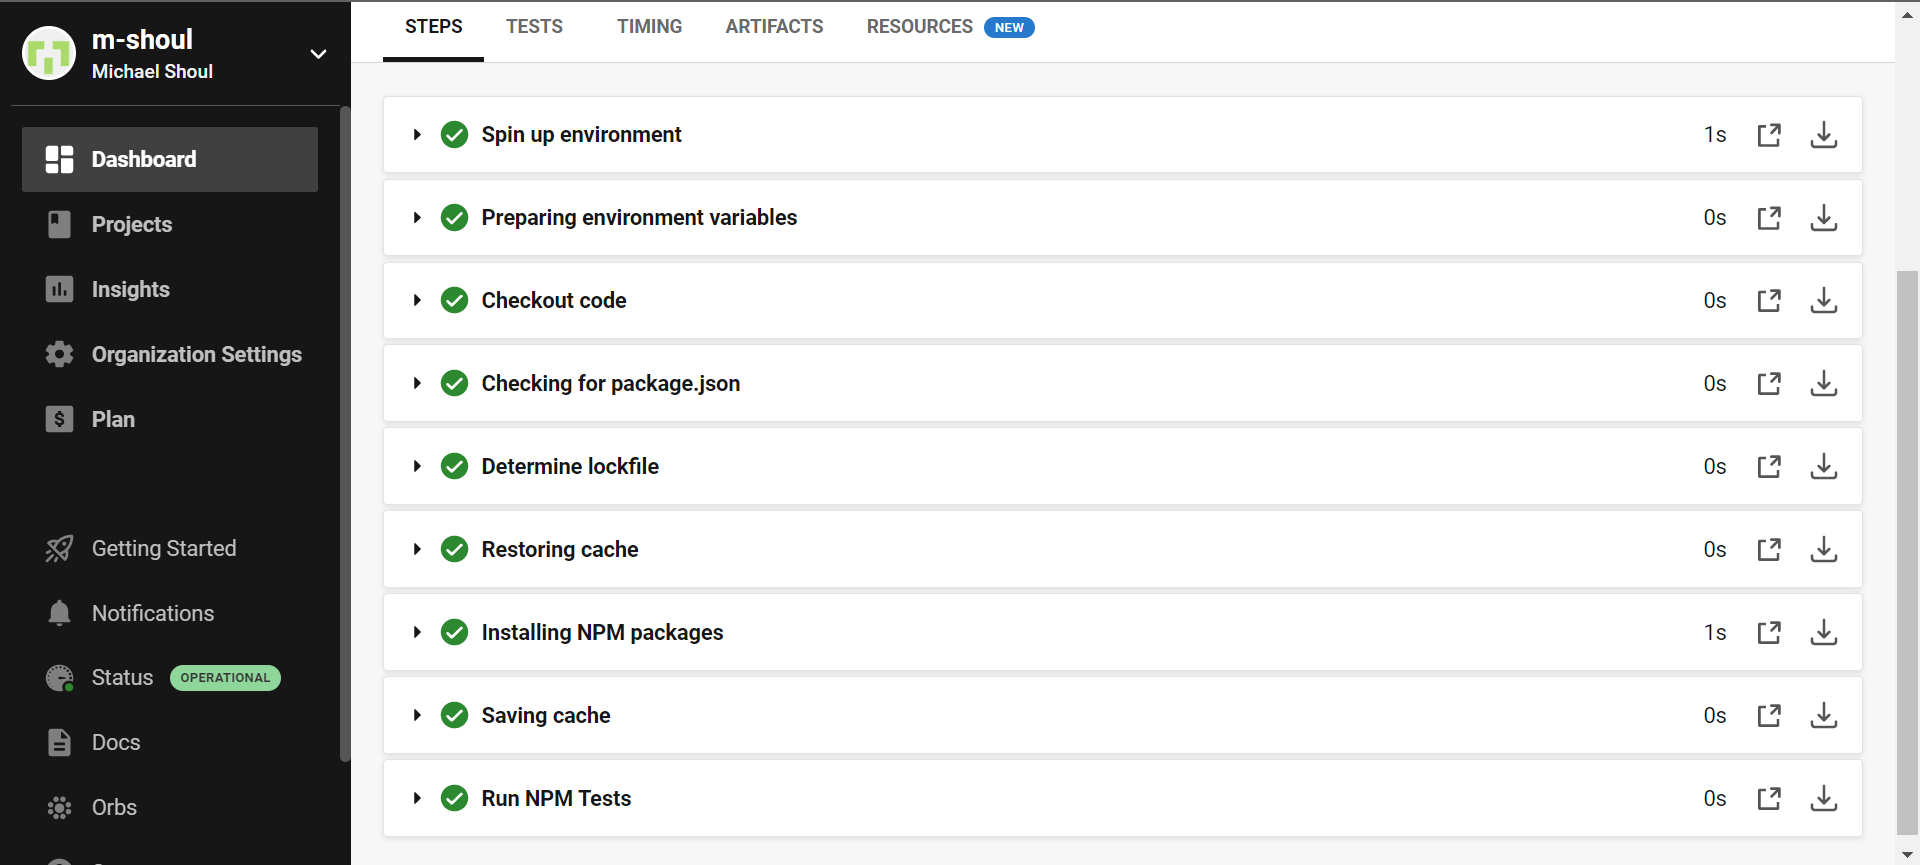 m-shoul
Michael Shoul
Dashboard
Projects
Insights
Organization Settings
Plan
Getting Started
Notifications
Status OPERATIONAL
Docs
Orbs
STEPS TESTS TIMING ARTIFACTS RESOURCES NEW
Spin up environment 1s
Preparing environment variables 0s
Checkout code 0s
Checking for package.json 0s
Determine lockfile 0s
Restoring cache 0s
Installing NPM packages 1s
Saving cache 0s
Run NPM Tests 0s